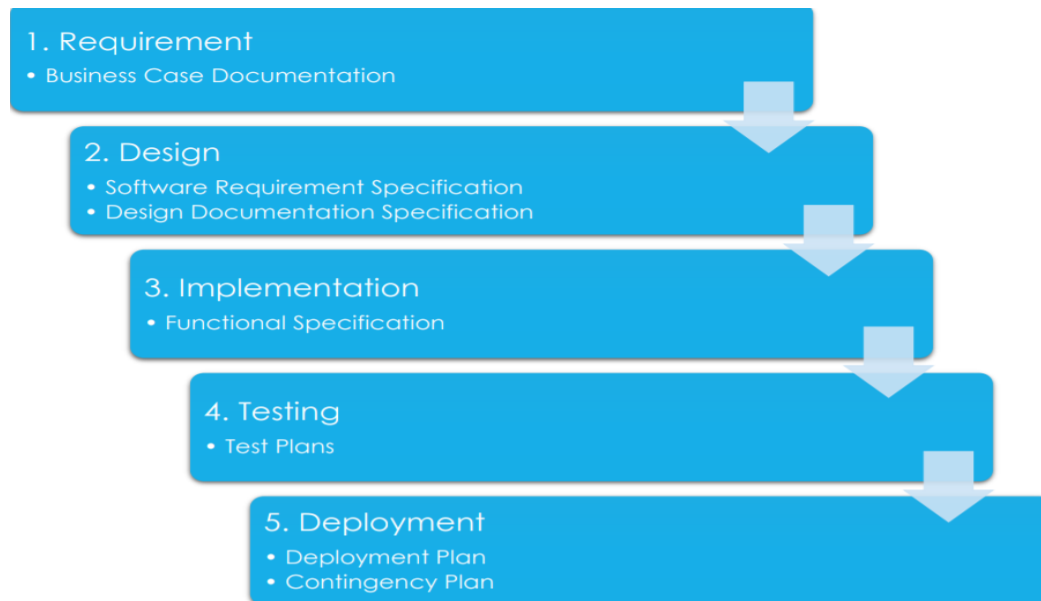 1. Requirement
• Business Case Documentation
2. Design
• Software Requirement Specification
• Design Documentation Specification
3. Implementation
• Functional Specification
4. Testing
• Test Plans
5. Deployment
• Deployment Plan
• Contingency Plan